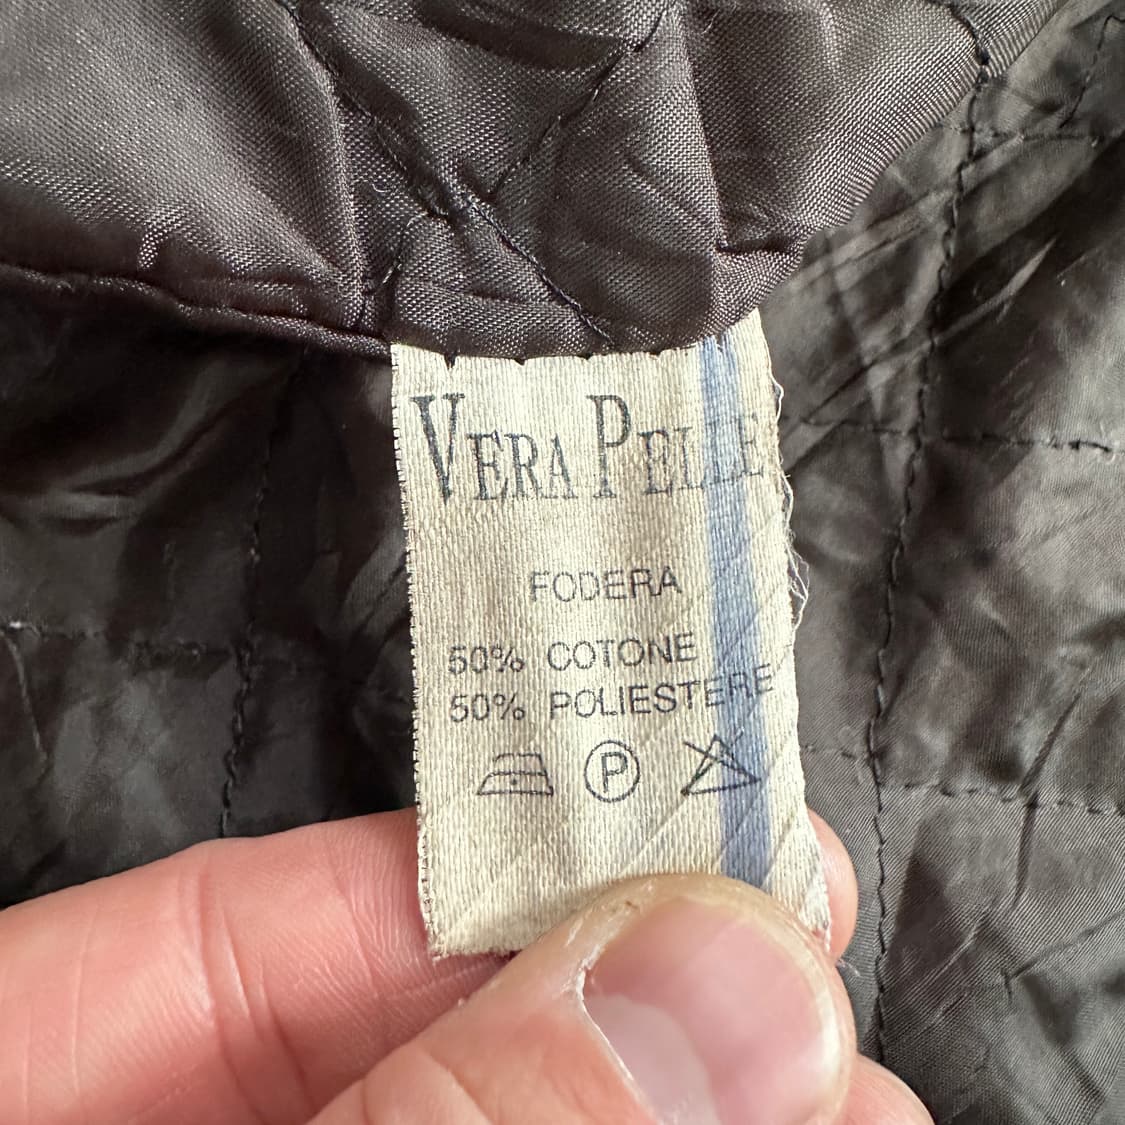 VERA PELLE
FODERA
50% COTONE
50% POLIESTERE
P